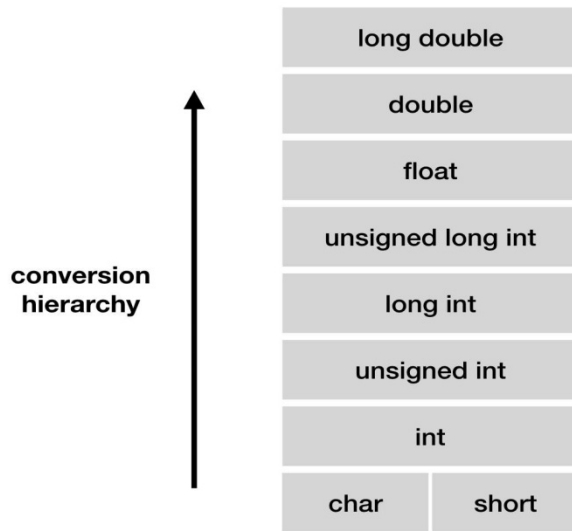 long double
double
float
unsigned long int
conversion
hierarchy
long int
unsigned int
int
char short